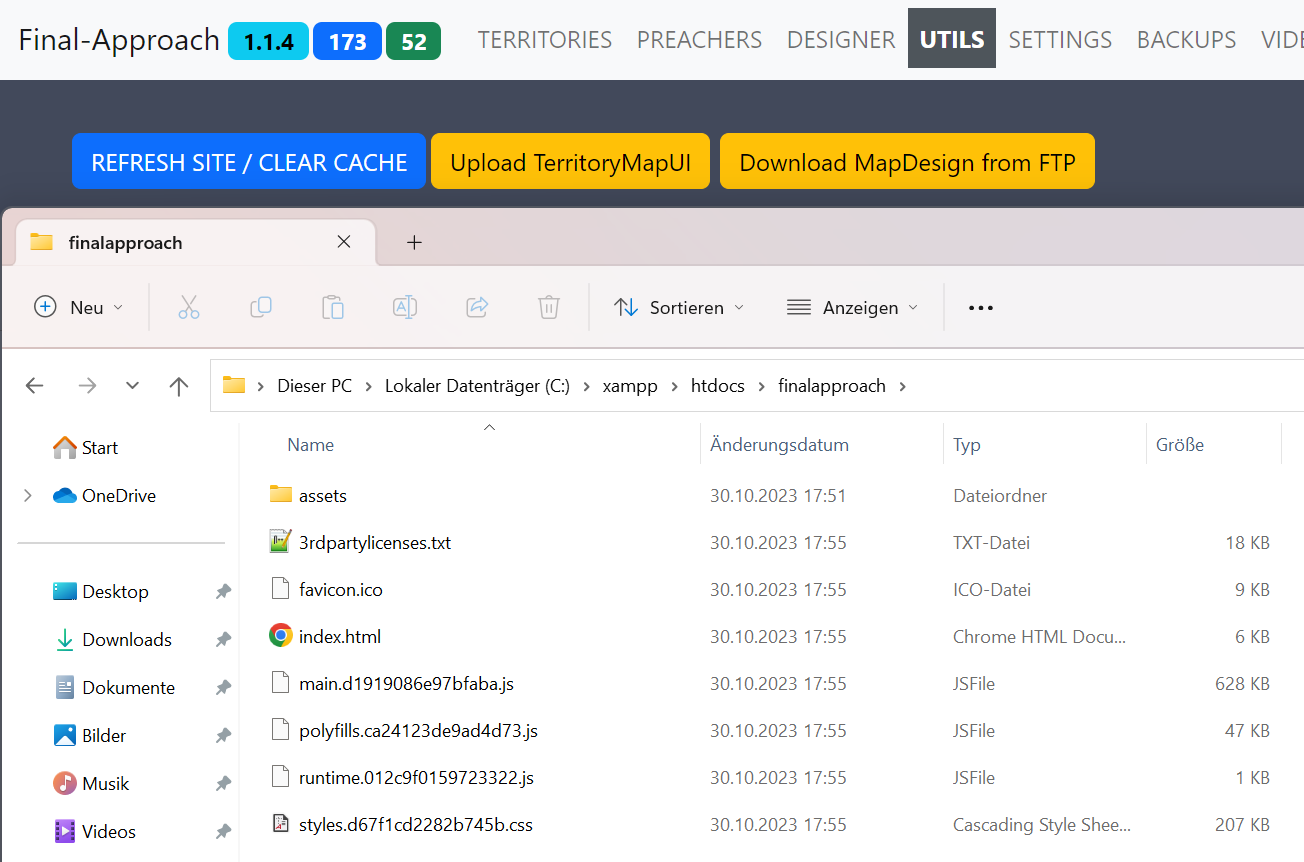 Final-Approach 1.1.4 173 52 TERRITORIES PREACHERS DESIGNER UTILS SETTINGS BACKUPS VIDE
REFRESH SITE / CLEAR CACHE Upload TerritoryMapUI Download MapDesign from FTP
finalapproach
Neu Sortieren Anzeigen
Dieser PC Lokaler Datenträger (C:) xampp htdocs finalapproach
Name Änderungsdatum Typ Größe
Start
OneDrive
Desktop
Downloads
Dokumente
Bilder
Musik
Videos
assets 30.10.2023 17:51 Dateiordner
3rdpartylicenses.txt 30.10.2023 17:55 TXT-Datei 18 KB
favicon.ico 30.10.2023 17:55 ICO-Datei 9 KB
index.html 30.10.2023 17:55 Chrome HTML Docu... 6 KB
main.d1919086e97bfaba.js 30.10.2023 17:55 JSFile 628 KB
polyfills.ca24123de9ad4d73.js 30.10.2023 17:55 JSFile 47 KB
runtime.012c9f0159723322.js 30.10.2023 17:55 JSFile 1 KB
styles.d67f1cd2282b745b.css 30.10.2023 17:55 Cascading Style Shee... 207 KB